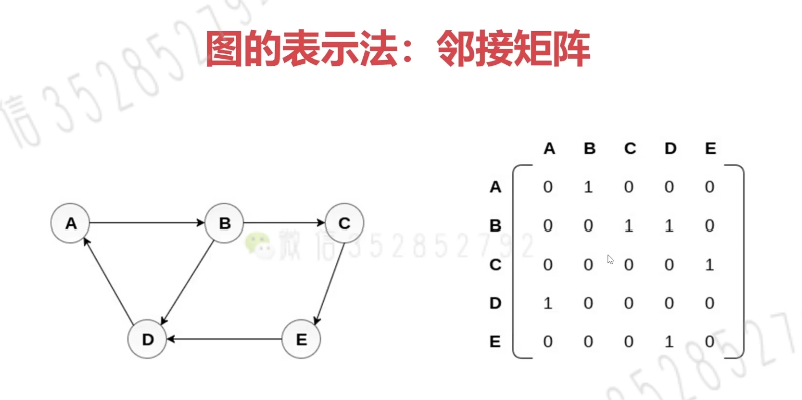 图的表示法：邻接矩阵
信352852792
A B C D E
A 0 1 0 0 0
A B C
B 0 0 1 1 0
微信352852792
C 0 0 0 0 1
D 1 0 0 0 0
D E
E 0 0 0 1 0
3528527